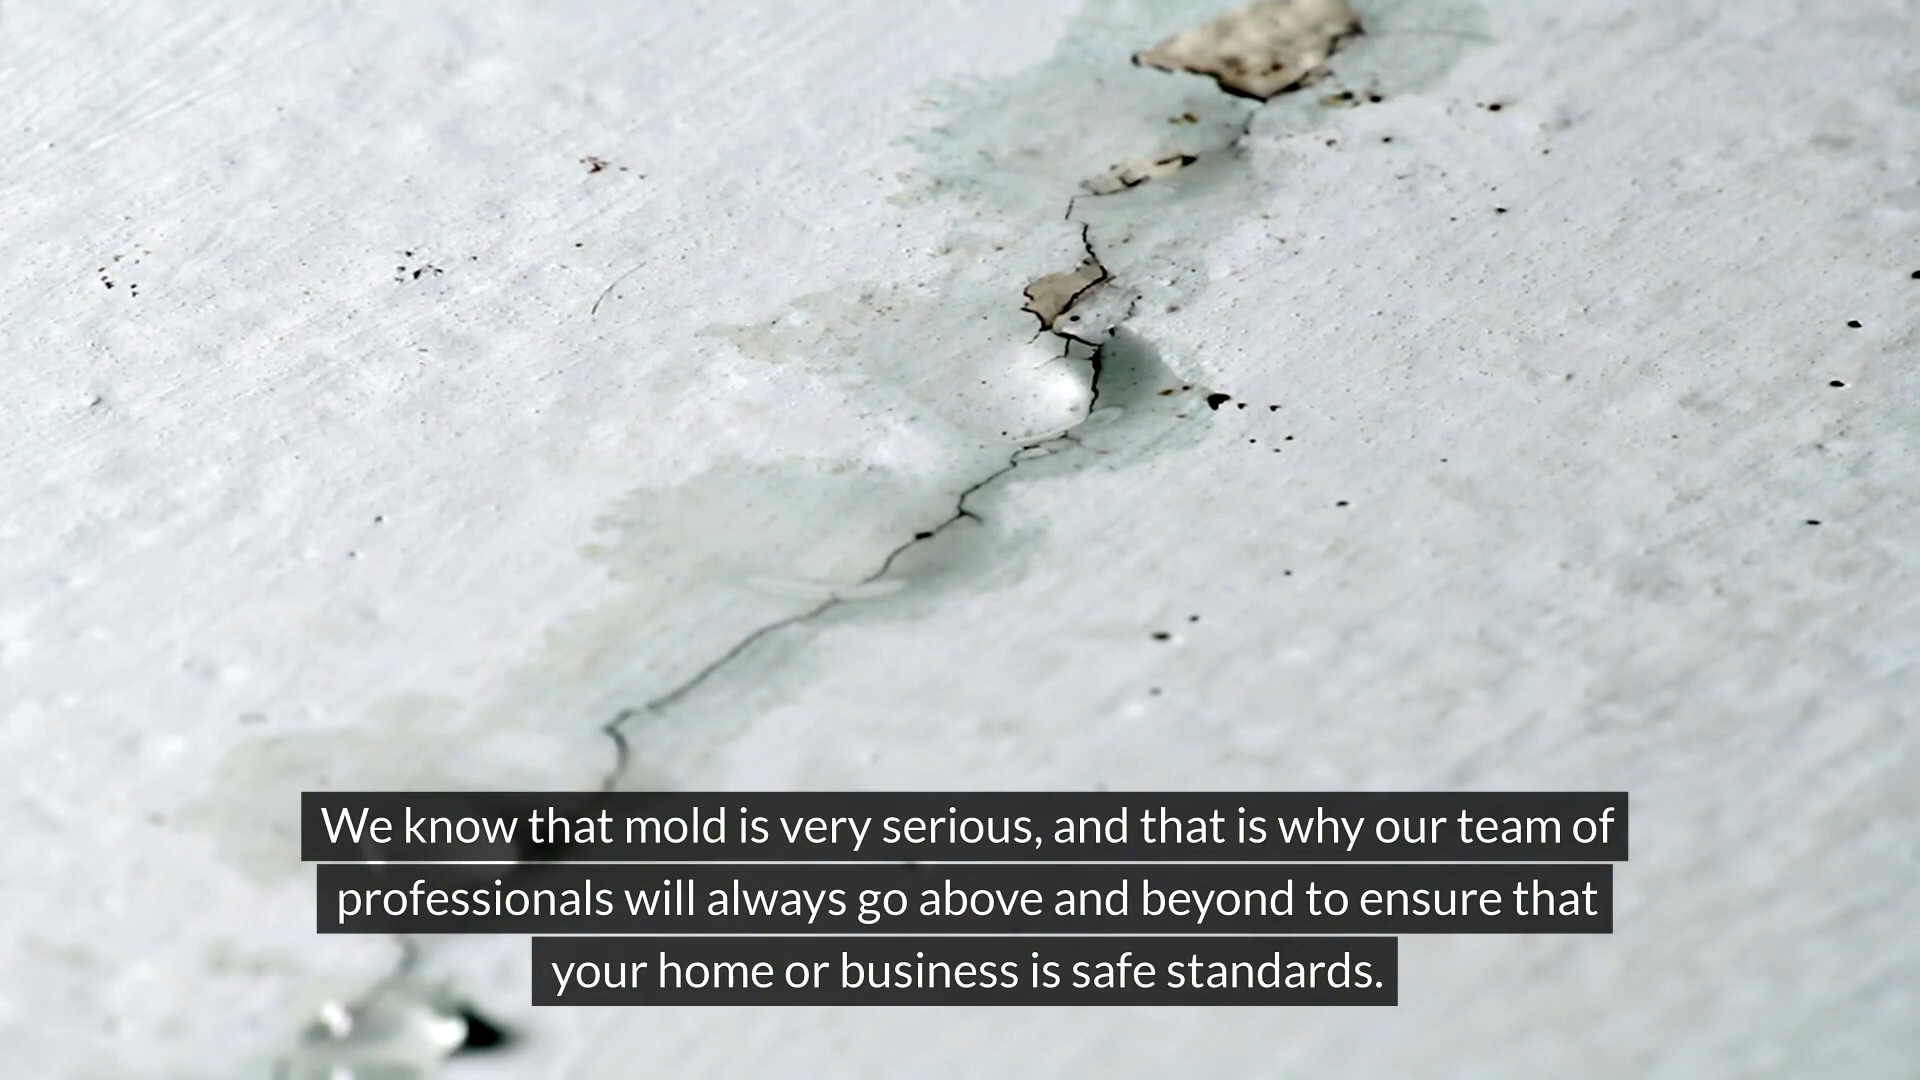 We know that mold is very serious, and that is why our team of
professionals will always go above and beyond to ensure that
your home or business is safe standards.